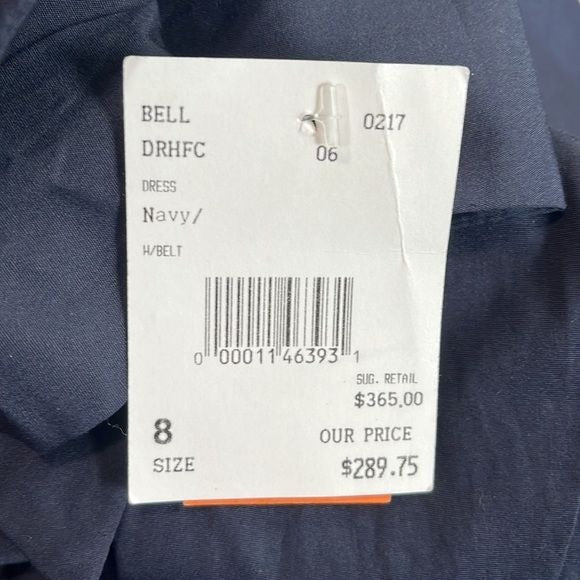 BELL 0217
DRHFC 06
DRESS
Navy/
W/BELT
0 00011 46393 1
SUG. RETAIL
$365.00
8 OUR PRICE
SIZE $289.75